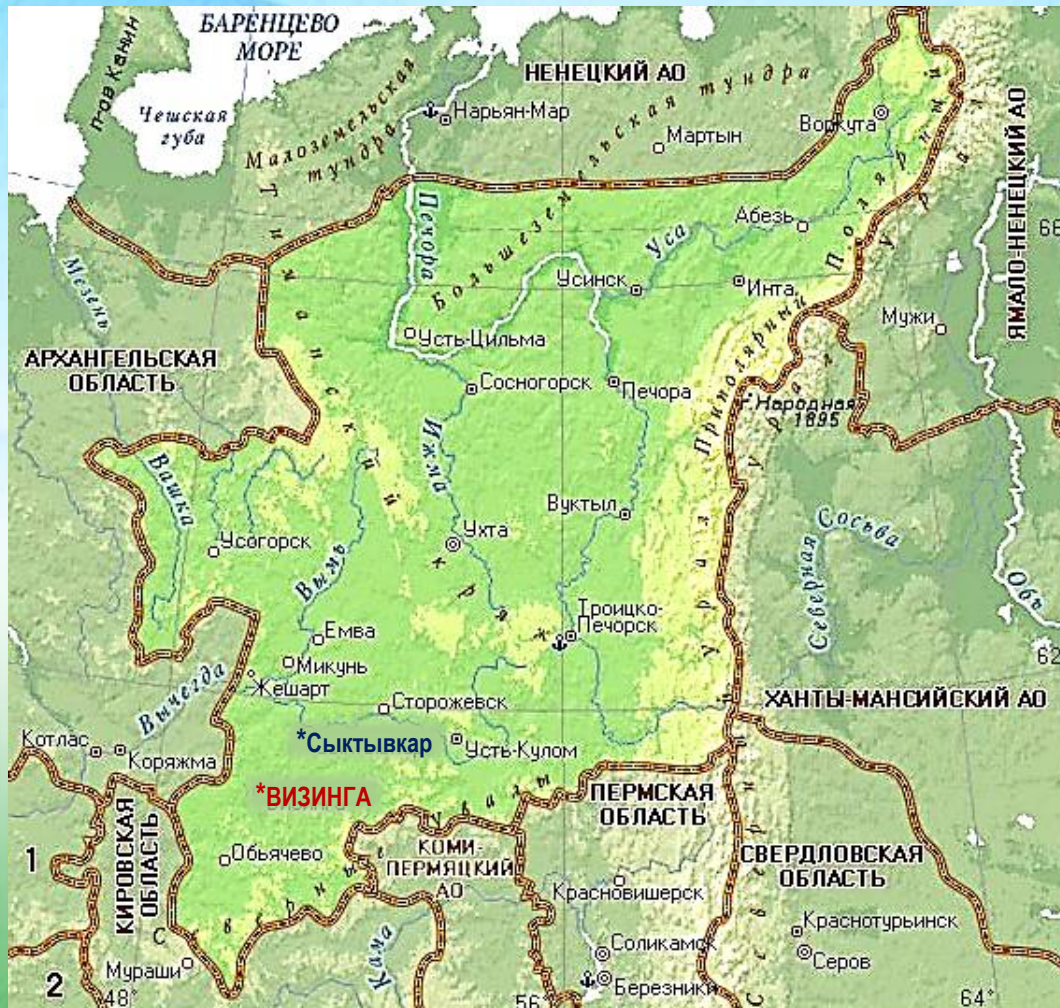 БАРЕНЦЕВО
МОРЕ
п-ов Канин
Чешская
губа
НЕНЕЦКИЙ АО
Нарьян-Мар
Малоземельская
тундра
Большеземельская тундра
Мартын
Воркута
ЯМАЛО-НЕНЕЦКИЙ АО
Полярный
Урал
Печора
Абезь
66
Мезень
Уса
Усинск
Инта
Мужи
Усть-Цильма
АРХАНГЕЛЬСКАЯ
ОБЛАСТЬ
Тиманский кряж
Сосногорск
Печора
Приполярный
Урал
г.Народная
1895
Ижма
Вашка
Вуктыл
Усогорск
Ухта
Вымь
Северная Сосьва
Обь
Троицко-
Печорск
Емва
Микунь
Жешарт
62
Вычегда
Сторожевск
ХАНТЫ-МАНСИЙСКИЙ АО
Котлас
Коряжма
*Сыктывкар
Усть-Кулом
*ВИЗИНГА
ПЕРМСКАЯ
ОБЛАСТЬ
КИРОВСКАЯ
ОБЛАСТЬ
1
Обьячево
Северные Увалы
КОМИ-
ПЕРМЯЦКИЙ
АО
СВЕРДЛОВСКАЯ
ОБЛАСТЬ
Красновишерск
Северный Урал
Краснотурьинск
Соликамск
Серов
Мураши
Кама
Березники
2
48°
56°
64°